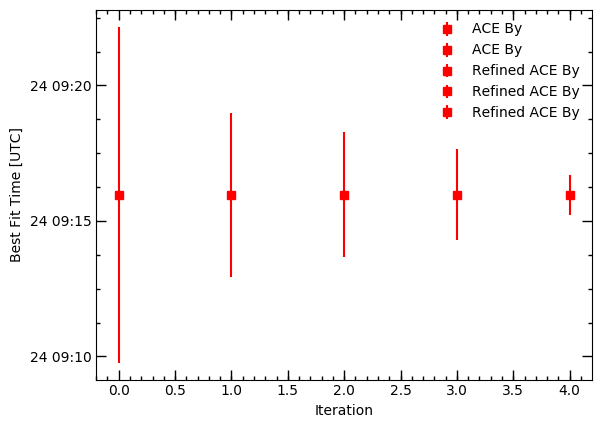 ACE By
ACE By
Refined ACE By
Refined ACE By
Refined ACE By
24 09:20
24 09:15
24 09:10
Best Fit Time [UTC]
0.0 0.5 1.0 1.5 2.0 2.5 3.0 3.5 4.0
Iteration